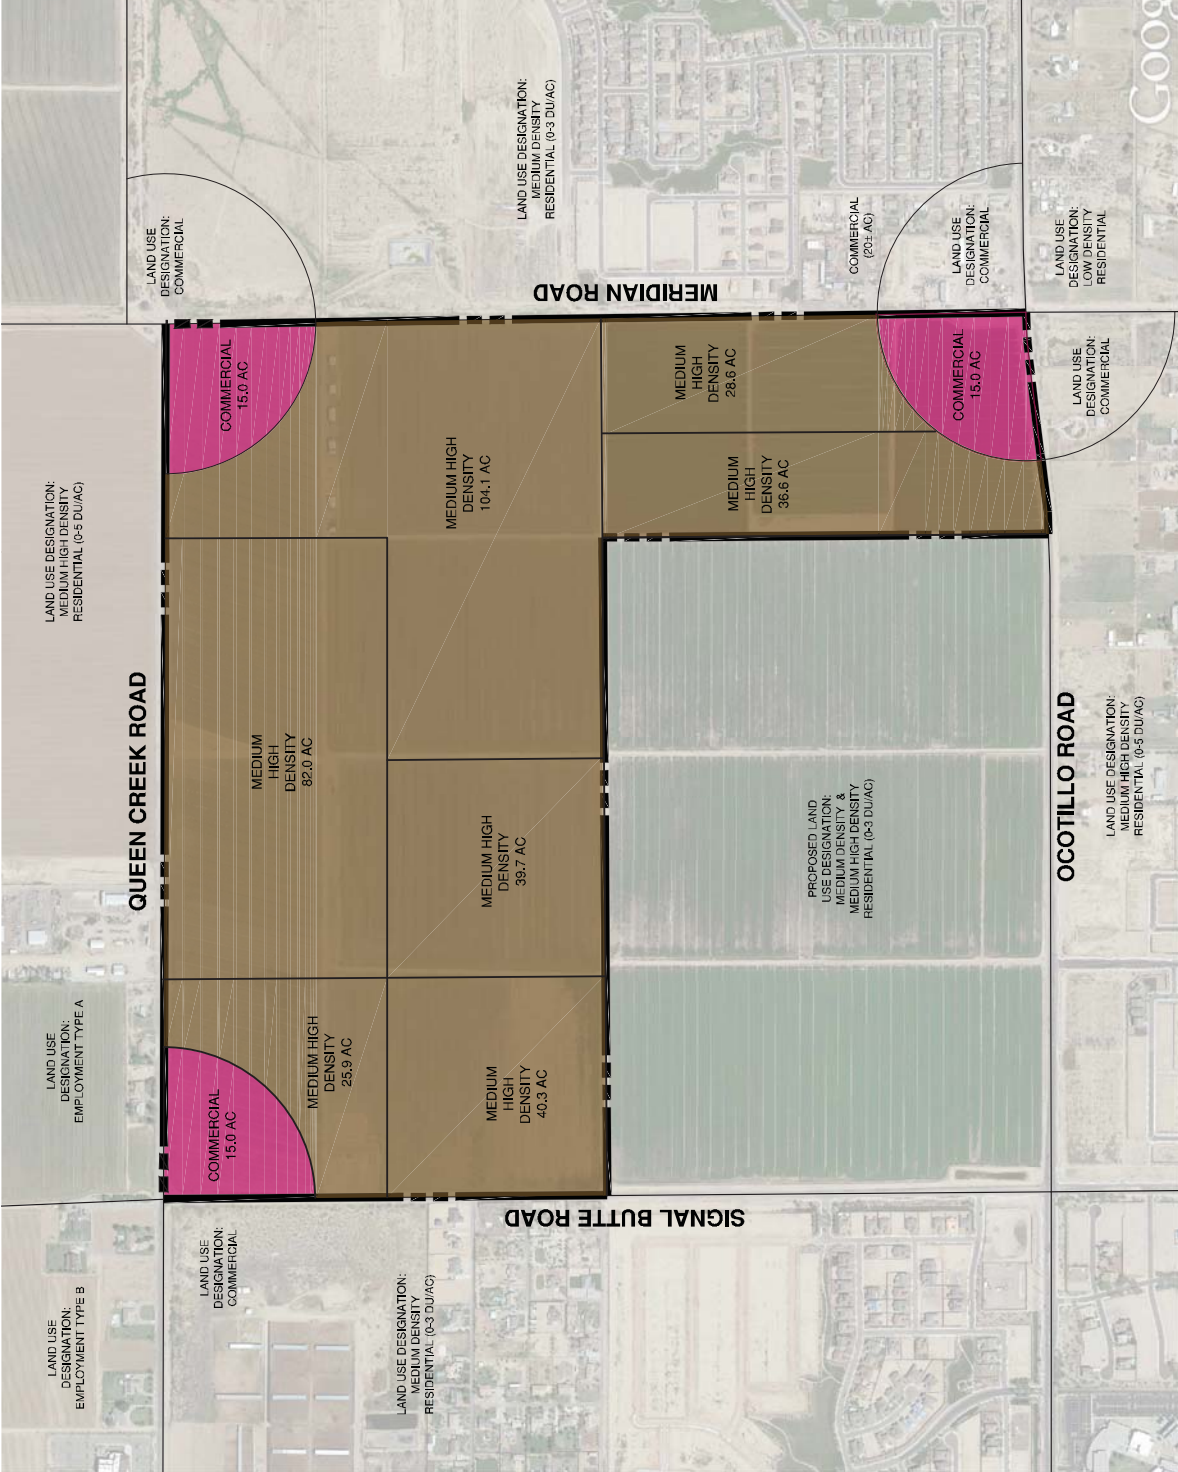 LAND USE
DESIGNATION:
EMPLOYMENT TYPE B
LAND USE
DESIGNATION:
EMPLOYMENT TYPE A
LAND USE DESIGNATION:
MEDIUM HIGH DENSITY
RESIDENTIAL (0-5 DU/AC)
QUEEN CREEK ROAD
LAND USE
DESIGNATION:
COMMERCIAL
LAND USE
DESIGNATION:
COMMERCIAL
COMMERCIAL
15.0 AC
COMMERCIAL
15.0 AC
MEDIUM
HIGH
DENSITY
82.0 AC
MEDIUM HIGH
DENSITY
25.9 AC
LAND USE DESIGNATION:
MEDIUM DENSITY
RESIDENTIAL (0-3 DU/AC)
MEDIUM HIGH
DENSITY
104.1 AC
MEDIUM HIGH
DENSITY
39.7 AC
MEDIUM
HIGH
DENSITY
40.3 AC
LAND USE DESIGNATION:
MEDIUM DENSITY
RESIDENTIAL (0-3 DU/AC)
SIGNAL BUTTE ROAD
MERIDIAN ROAD
MEDIUM
HIGH
DENSITY
28.6 AC
MEDIUM
HIGH
DENSITY
36.6 AC
PROPOSED LAND
USE DESIGNATION:
MEDIUM DENSITY &
MEDIUM HIGH DENSITY
RESIDENTIAL (0-3 DU/AC)
COMMERCIAL
(20± AC)
LAND USE
DESIGNATION:
COMMERCIAL
COMMERCIAL
15.0 AC
LAND USE
DESIGNATION:
LOW DENSITY
RESIDENTIAL
LAND USE
DESIGNATION:
COMMERCIAL
OCOTILLO ROAD
LAND USE DESIGNATION:
MEDIUM HIGH DENSITY
RESIDENTIAL (0-5 DU/AC)
Goog